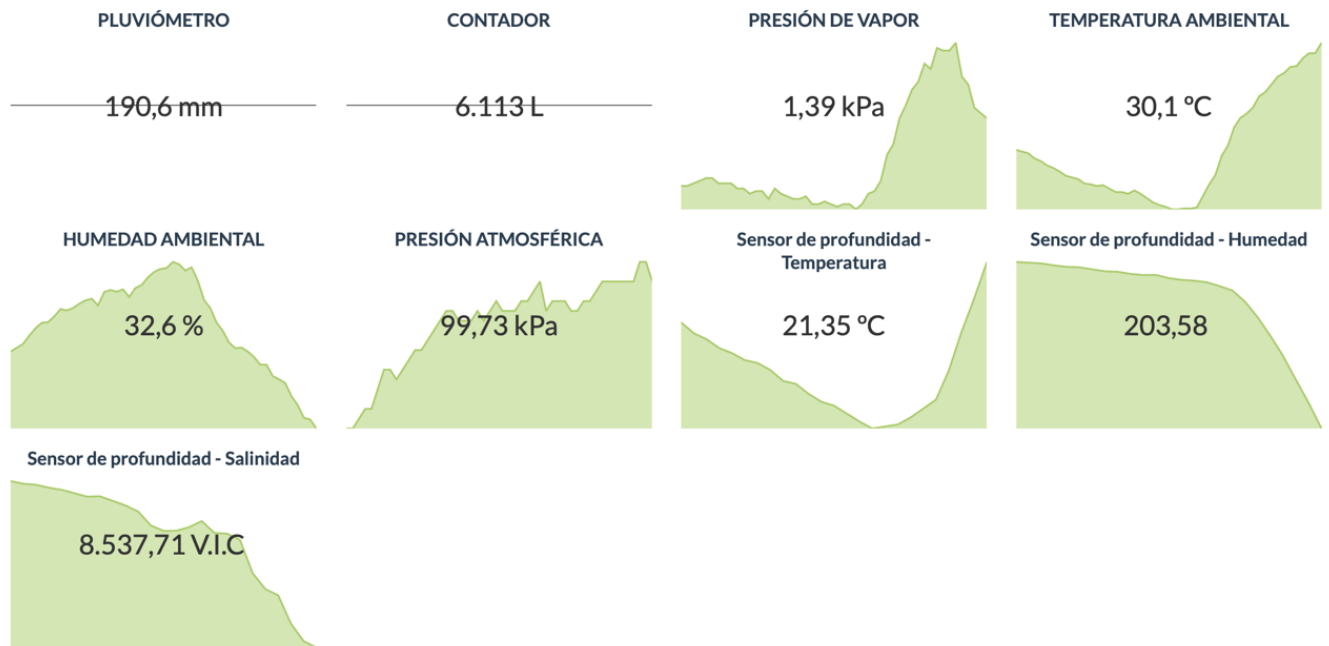 PLUVIÓMETRO
190,6 mm
CONTADOR
6.113 L
PRESIÓN DE VAPOR
1,39 kPa
TEMPERATURA AMBIENTAL
30,1 ºC
HUMEDAD AMBIENTAL
32,6 %
PRESIÓN ATMOSFÉRICA
99,73 kPa
Sensor de profundidad -
Temperatura
21,35 ºC
Sensor de profundidad - Humedad
203,58
Sensor de profundidad - Salinidad
8.537,71 V.I.C